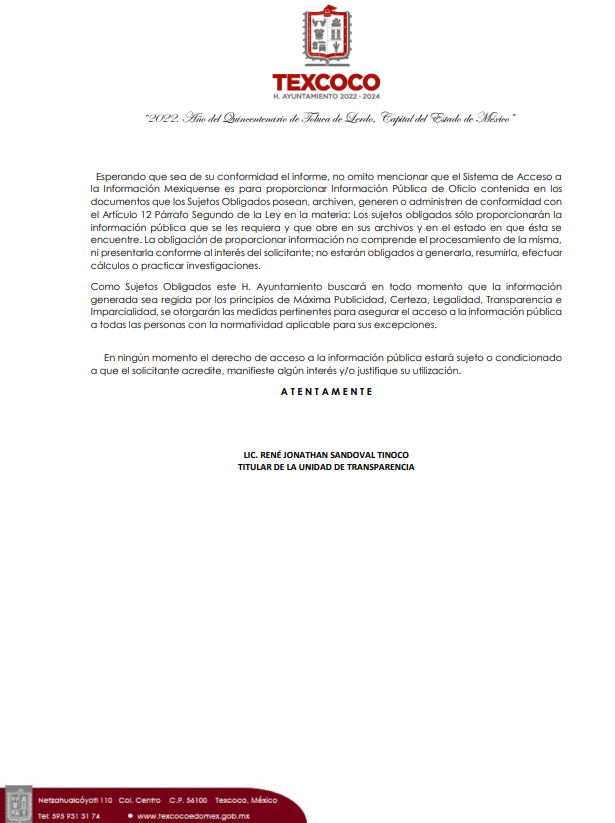 TEXCOCO
H. AYUNTAMIENTO 2022 - 2024
"2022. Año del Quincentenario de Toluca de Lerdo, Capital del Estado de México"
Esperando que sea de su conformidad el informe, no omito mencionar que el Sistema de Acceso a
la Información Mexiquense es para proporcionar Información Pública de Oficio contenida en los
documentos que los Sujetos Obligados posean, archiven, generen o administren de conformidad con
el Artículo 12 Párrafo Segundo de la Ley en la materia: Los sujetos obligados sólo proporcionarán la
información pública que se les requiera y que obre en sus archivos y en el estado en que ésta se
encuentre. La obligación de proporcionar información no comprende el procesamiento de la misma,
ni presentarla conforme al interés del solicitante; no estarán obligados a generarla, resumirla, efectuar
cálculos o practicar investigaciones.
Como Sujetos Obligados este H. Ayuntamiento buscará en todo momento que la información
generada sea regida por los principios de Máxima Publicidad, Certeza, Legalidad, Transparencia e
Imparcialidad, se otorgarán las medidas pertinentes para asegurar el acceso a la información pública
a todas las personas con la normatividad aplicable para sus excepciones.
En ningún momento el derecho de acceso a la información pública estará sujeto o condicionado
a que el solicitante acredite, manifieste algún interés y/o justifique su utilización.
A T E N T A M E N T E
LIC. RENÉ JONATHAN SANDOVAL TINOCO
TITULAR DE LA UNIDAD DE TRANSPARENCIA
Netzahualcóyotl 110 Col. Centro C.P. 56100 Texcoco, México
Tel: 595 931 31 74 • www.texcocoedomex.gob.mx